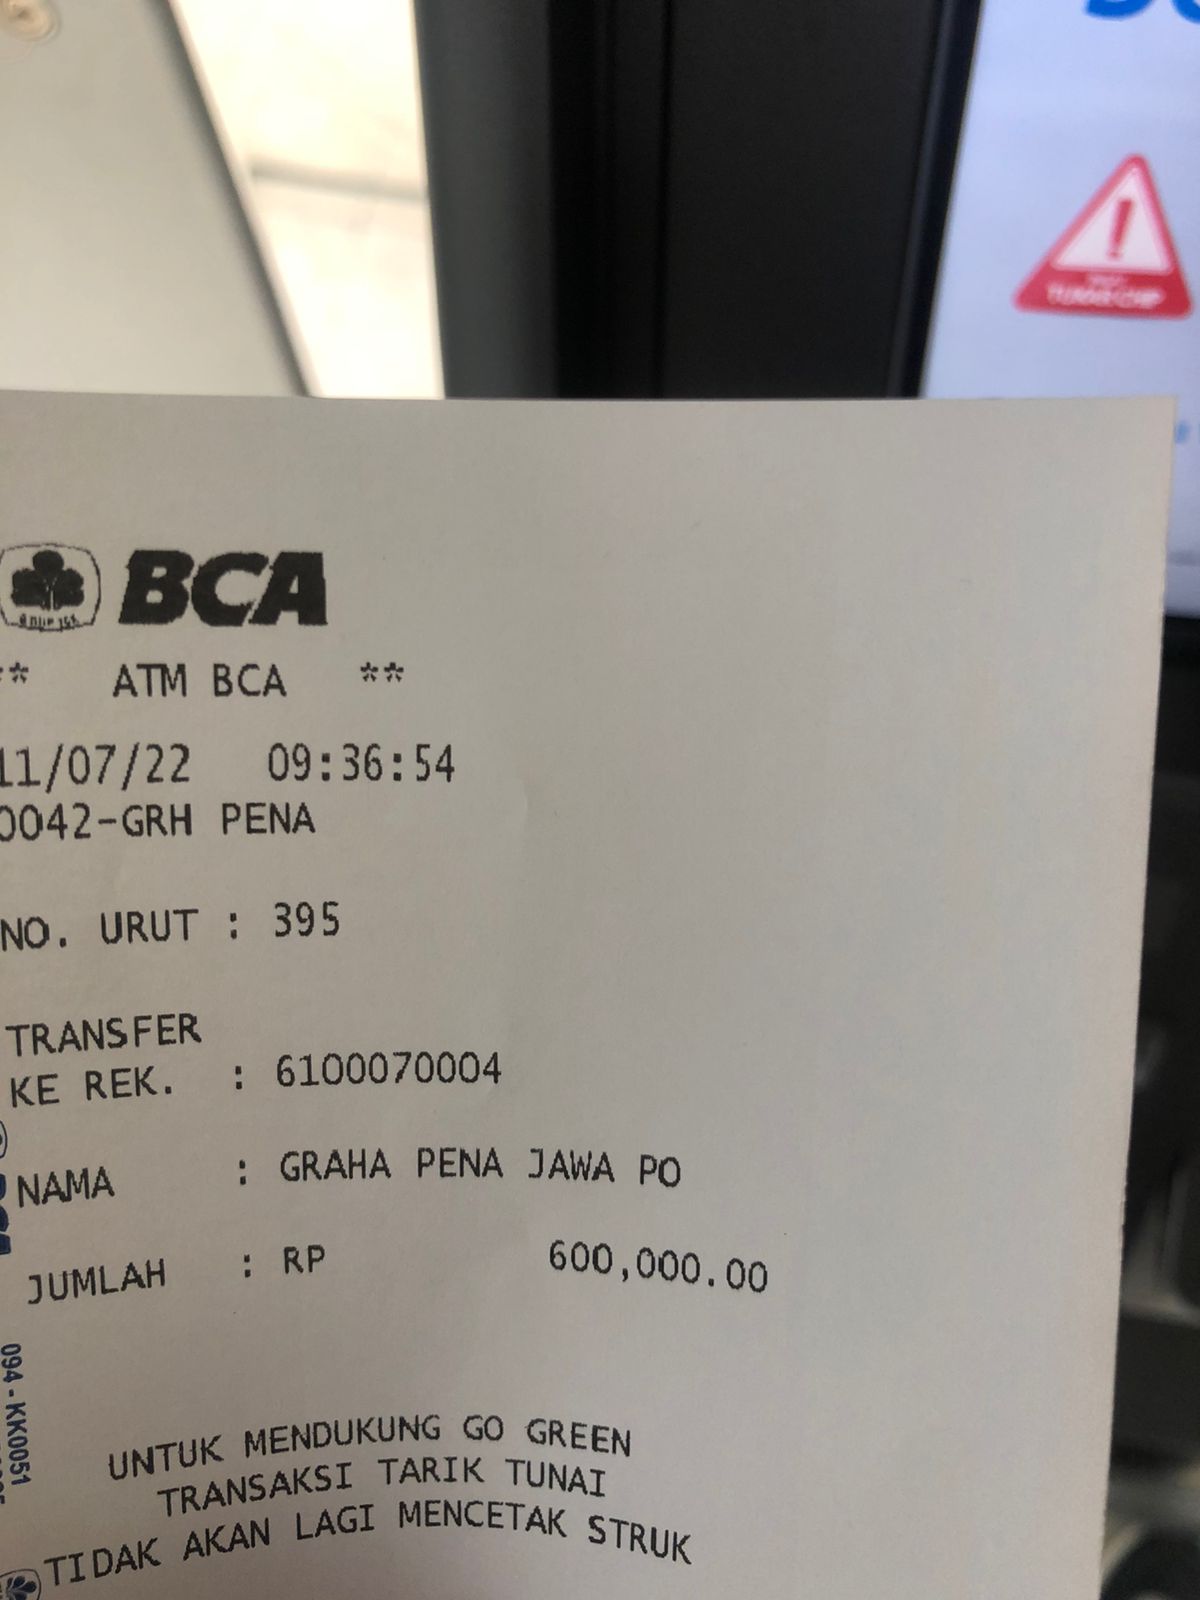 BCA
** ATM BCA **
11/07/22 09:36:54
0042-GRH PENA
NO. URUT : 395
TRANSFER
KE REK. : 6100070004
NAMA : GRAHA PENA JAWA PO
JUMLAH : RP 600,000.00
UNTUK MENDUKUNG GO GREEN
TRANSAKSI TARIK TUNAI
TIDAK AKAN LAGI MENCETAK STRUK
094-KK0051